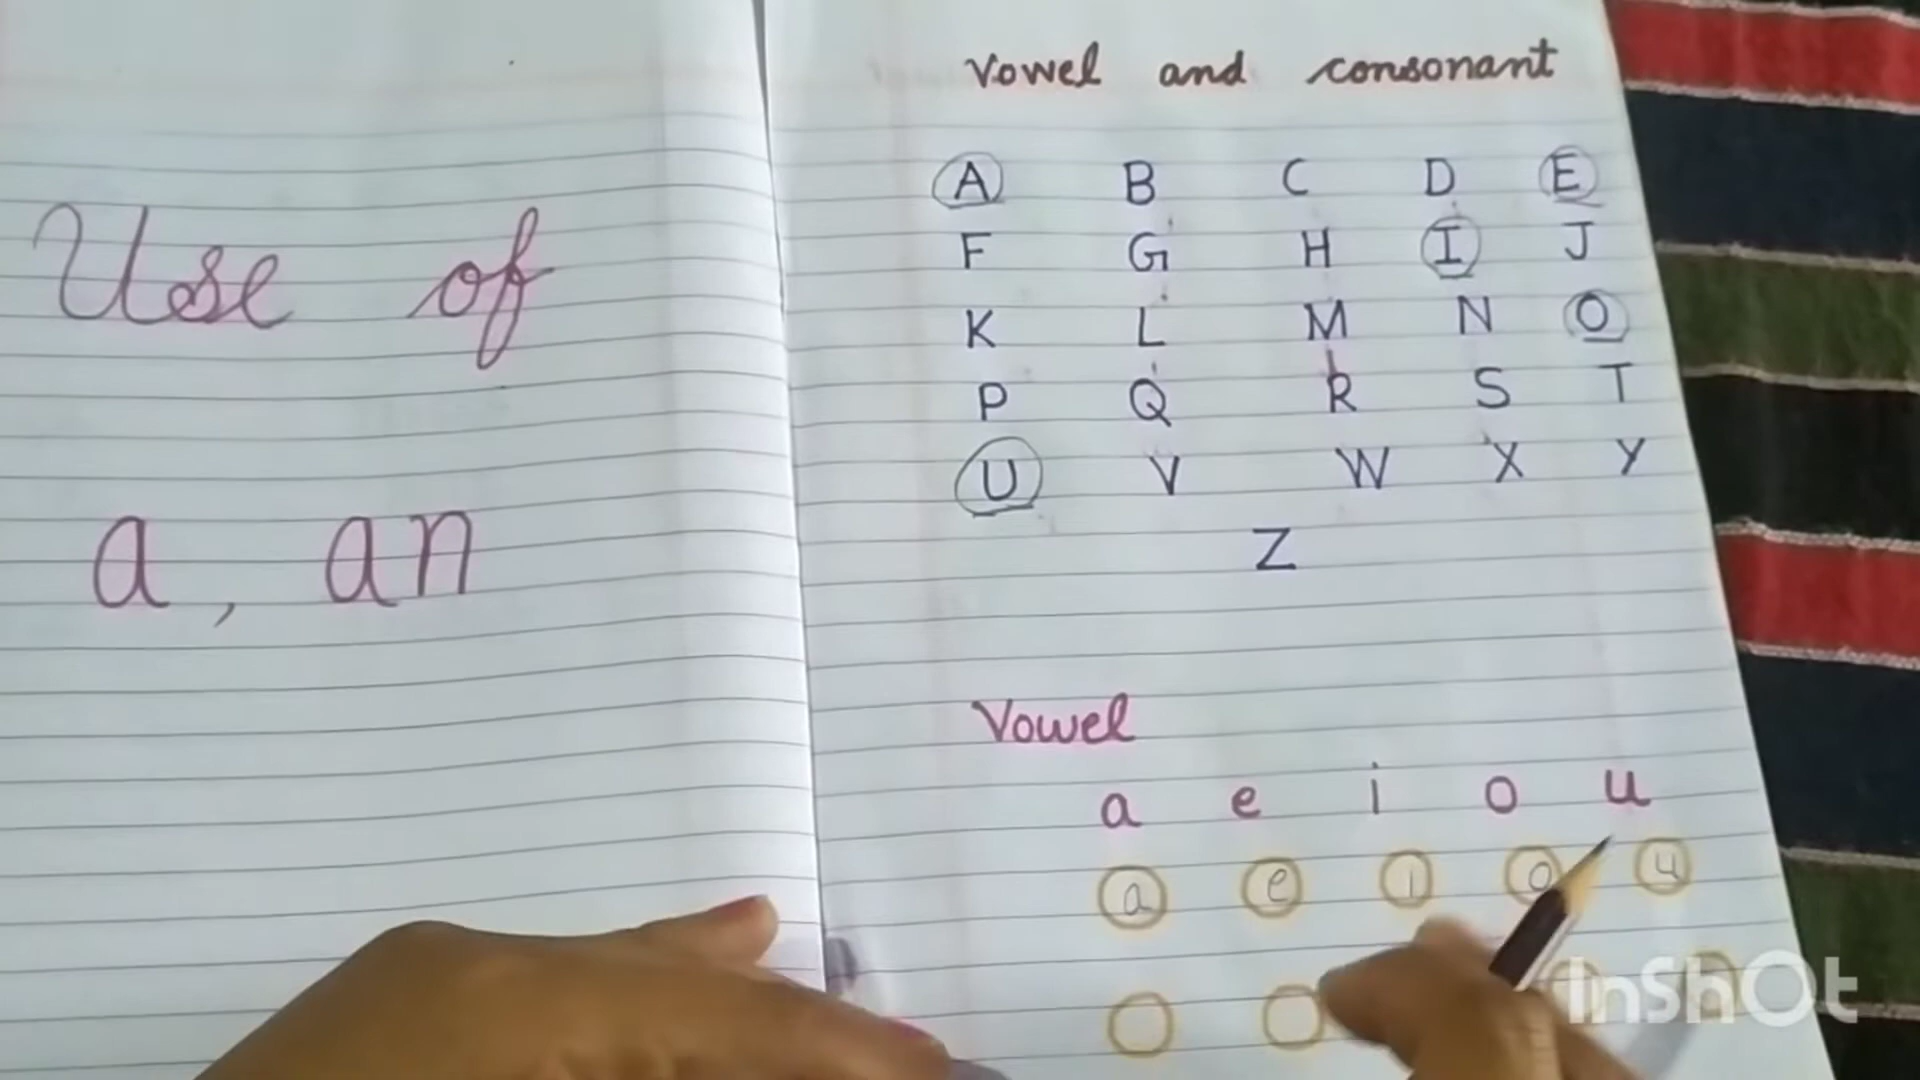 Use of
a, an
Vowel and consonant
A B C D E
F G H I J
K L M N O
P Q R S T
U V W X Y
Z
Vowel
a e i o u
a e i o u
InShOt